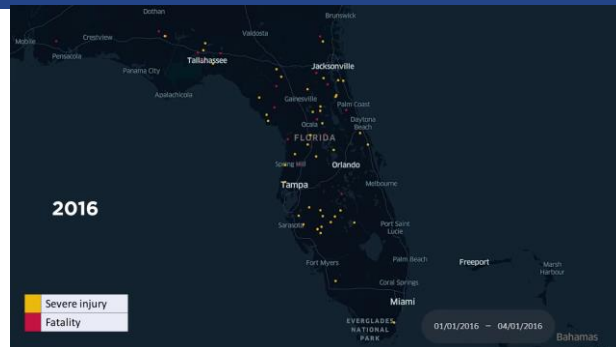 Dothan
Brunswick
Mobile
Crestview
Valdosta
Pensacola
Tallahassee
Jacksonville
Panama City
Apalachicola
Gainesville
Palm Coast
Ocala
Daytona
Beach
FLORIDA
Spring Hill
Orlando
Tampa
Melbourne
2016
Sarasota
Port Saint
Lucie
Fort Myers
Palm Beach
Freeport
Marsh
Harbour
Coral Springs
Severe injury
Fatality
Miami
EVERGLADES
NATIONAL
PARK
01/01/2016 – 04/01/2016
Bahamas